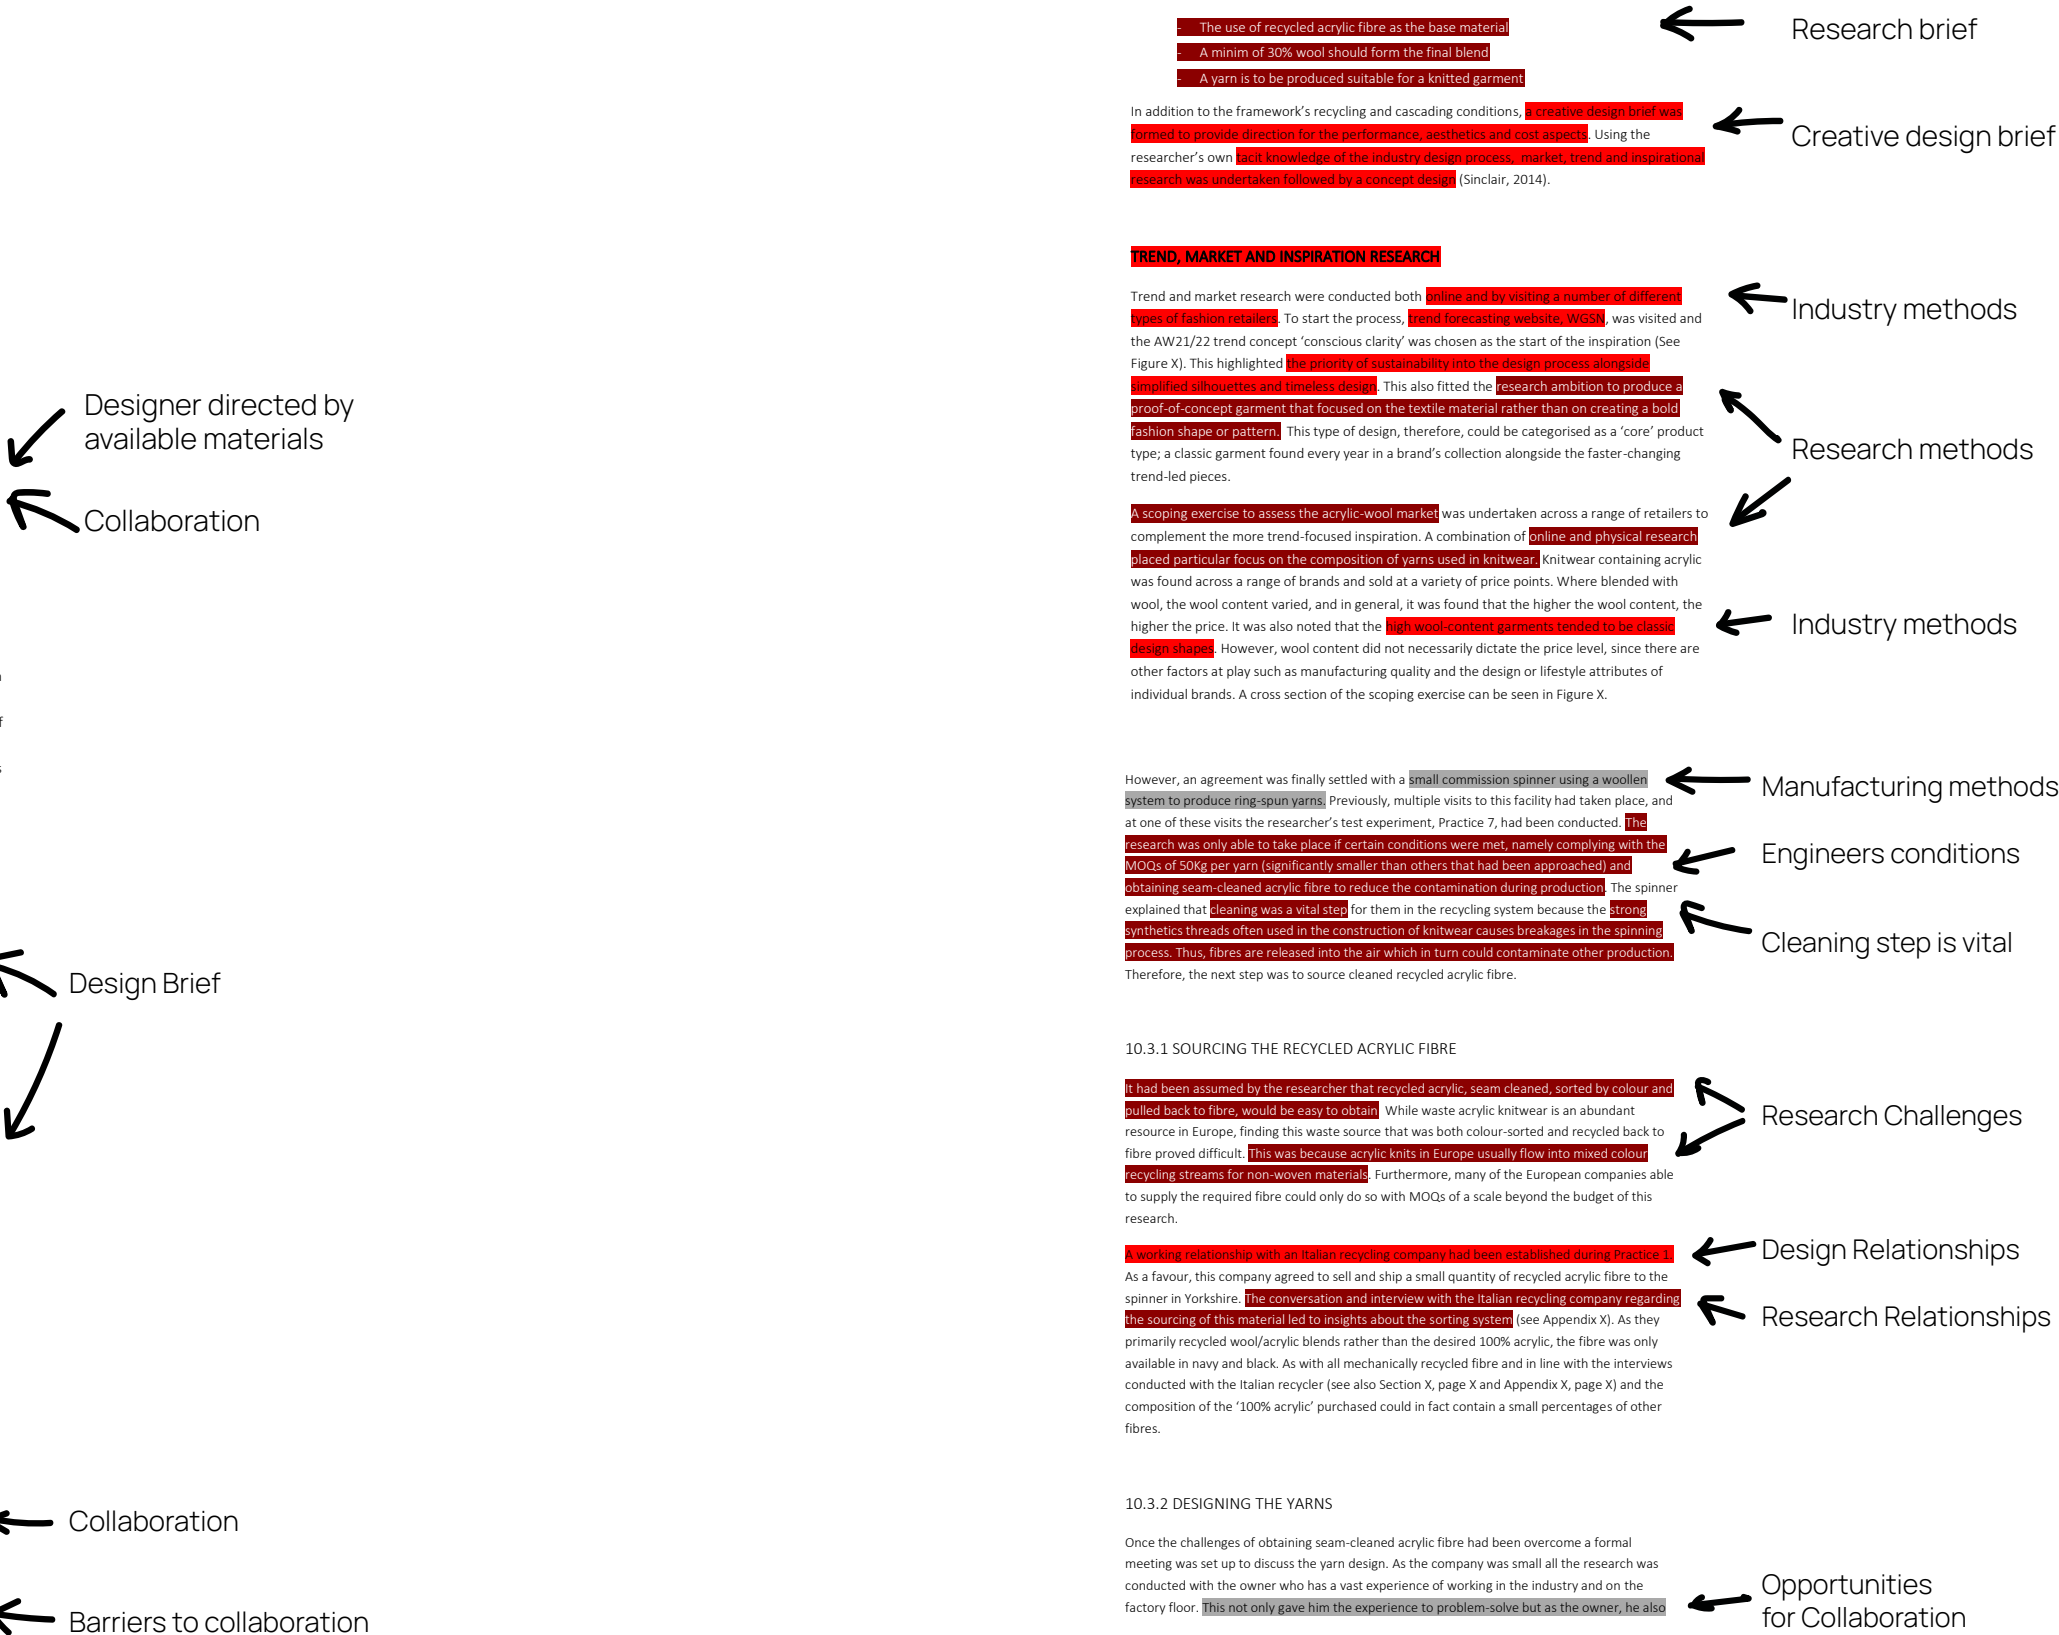 Designer directed by
available materials
Collaboration
Design Brief
Collaboration
Barriers to collaboration
- The use of recycled acrylic fibre as the base material
- A minim of 30% wool should form the final blend
- A yarn is to be produced suitable for a knitted garment
Research brief
In addition to the framework's recycling and cascading conditions, a creative design brief was
formed to provide direction for the performance, aesthetics and cost aspects. Using the
researcher's own tacit knowledge of the industry design process, market, trend and inspirational
research was undertaken followed by a concept design (Sinclair, 2014).
Creative design brief
TREND, MARKET AND INSPIRATION RESEARCH
Trend and market research were conducted both online and by visiting a number of different
types of fashion retailers. To start the process, trend forecasting website, WGSN, was visited and
the AW21/22 trend concept 'conscious clarity' was chosen as the start of the inspiration (See
Figure X). This highlighted the priority of sustainability into the design process alongside
simplified silhouettes and timeless design. This also fitted the research ambition to produce a
proof-of-concept garment that focused on the textile material rather than on creating a bold
fashion shape or pattern. This type of design, therefore, could be categorised as a 'core' product
type; a classic garment found every year in a brand's collection alongside the faster-changing
trend-led pieces.
Industry methods
Research methods
A scoping exercise to assess the acrylic-wool market was undertaken across a range of retailers to
complement the more trend-focused inspiration. A combination of online and physical research
placed particular focus on the composition of yarns used in knitwear. Knitwear containing acrylic
was found across a range of brands and sold at a variety of price points. Where blended with
wool, the wool content varied, and in general, it was found that the higher the wool content, the
higher the price. It was also noted that the high wool-content garments tended to be classic
design shapes. However, wool content did not necessarily dictate the price level, since there are
other factors at play such as manufacturing quality and the design or lifestyle attributes of
individual brands. A cross section of the scoping exercise can be seen in Figure X.
Industry methods
However, an agreement was finally settled with a small commission spinner using a woollen
system to produce ring-spun yarns. Previously, multiple visits to this facility had taken place, and
at one of these visits the researcher's test experiment, Practice 7, had been conducted. The
research was only able to take place if certain conditions were met, namely complying with the
MOQs of 50Kg per yarn (significantly smaller than others that had been approached) and
obtaining seam-cleaned acrylic fibre to reduce the contamination during production. The spinner
explained that cleaning was a vital step for them in the recycling system because the strong
synthetics threads often used in the construction of knitwear causes breakages in the spinning
process. Thus, fibres are released into the air which in turn could contaminate other production.
Therefore, the next step was to source cleaned recycled acrylic fibre.
Manufacturing methods
Engineers conditions
Cleaning step is vital
10.3.1 SOURCING THE RECYCLED ACRYLIC FIBRE
It had been assumed by the researcher that recycled acrylic, seam cleaned, sorted by colour and
pulled back to fibre, would be easy to obtain. While waste acrylic knitwear is an abundant
resource in Europe, finding this waste source that was both colour-sorted and recycled back to
fibre proved difficult. This was because acrylic knits in Europe usually flow into mixed colour
recycling streams for non-woven materials. Furthermore, many of the European companies able
to supply the required fibre could only do so with MOQs of a scale beyond the budget of this
research.
Research Challenges
A working relationship with an Italian recycling company had been established during Practice 1.
As a favour, this company agreed to sell and ship a small quantity of recycled acrylic fibre to the
spinner in Yorkshire. The conversation and interview with the Italian recycling company regarding
the sourcing of this material led to insights about the sorting system (see Appendix X). As they
primarily recycled wool/acrylic blends rather than the desired 100% acrylic, the fibre was only
available in navy and black. As with all mechanically recycled fibre and in line with the interviews
conducted with the Italian recycler (see also Section X, page X and Appendix X, page X) and the
composition of the '100% acrylic' purchased could in fact contain a small percentages of other
fibres.
Design Relationships
Research Relationships
10.3.2 DESIGNING THE YARNS
Once the challenges of obtaining seam-cleaned acrylic fibre had been overcome a formal
meeting was set up to discuss the yarn design. As the company was small all the research was
conducted with the owner who has a vast experience of working in the industry and on the
factory floor. This not only gave him the experience to problem-solve but as the owner, he also
Opportunities
for Collaboration